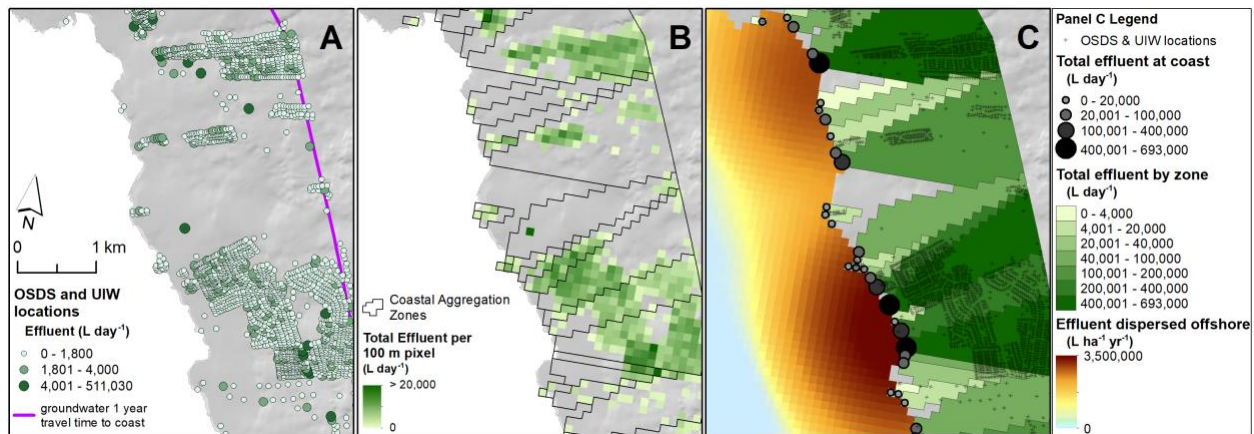 A
N
0 1 km
OSDS and UIW
locations
Effluent (L day⁻¹)
0 - 1,800
1,801 - 4,000
4,001 - 511,030
groundwater 1 year
travel time to coast
B
Coastal Aggregation
Zones
Total Effluent per
100 m pixel
(L day⁻¹)
> 20,000
0
C
Panel C Legend
OSDS & UIW locations
Total effluent at coast
(L day⁻¹)
0 - 20,000
20,001 - 100,000
100,001 - 400,000
400,001 - 693,000
Total effluent by zone
(L day⁻¹)
0 - 4,000
4,001 - 20,000
20,001 - 40,000
40,001 - 100,000
100,001 - 200,000
200,001 - 400,000
400,001 - 693,000
Effluent dispersed offshore
(L ha⁻¹ yr⁻¹)
3,500,000
0